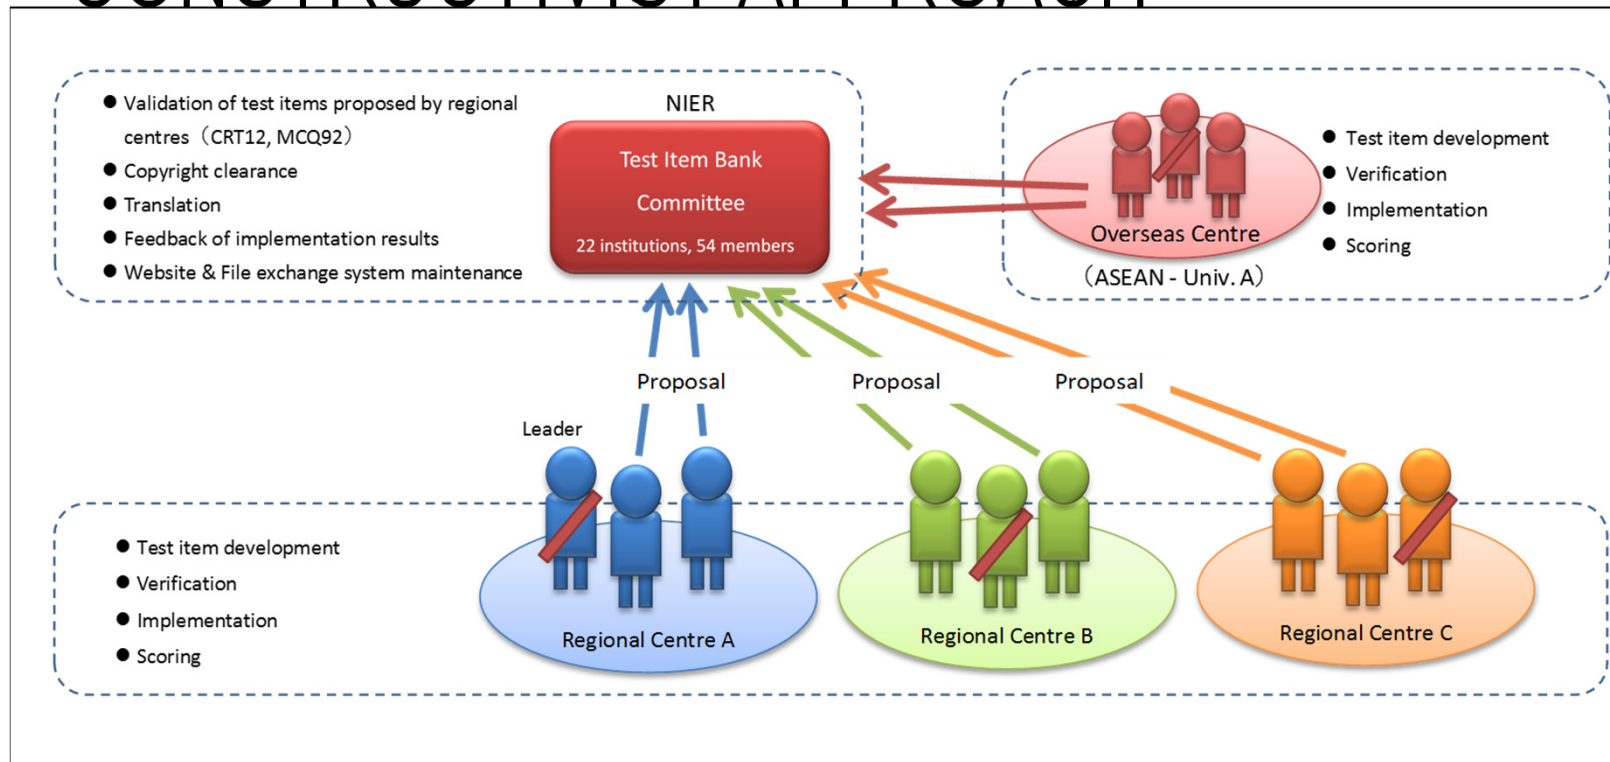 CONSTRUCTIVIST APPROACH
● Validation of test items proposed by regional
centres（CRT12, MCQ92）
● Copyright clearance
● Translation
● Feedback of implementation results
● Website & File exchange system maintenance
NIER
Test Item Bank
Committee
22 institutions, 54 members
Overseas Centre
（ASEAN - Univ. A）
● Test item development
● Verification
● Implementation
● Scoring
Proposal
Proposal
Proposal
Leader
● Test item development
● Verification
● Implementation
● Scoring
Regional Centre A
Regional Centre B
Regional Centre C